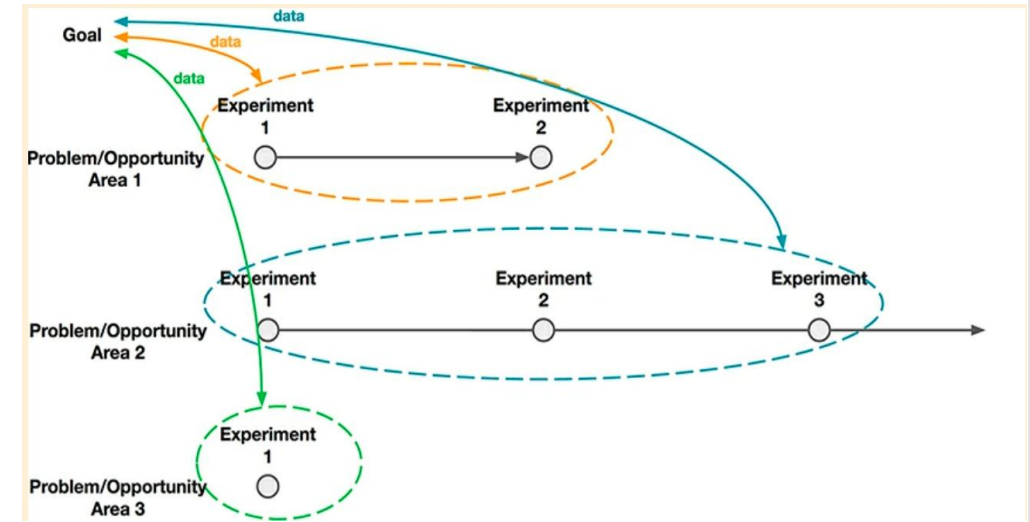 data
Goal
data
data
Experiment
1
Experiment
2
Problem/Opportunity
Area 1
Experiment
1
Experiment
2
Experiment
3
Problem/Opportunity
Area 2
Experiment
1
Problem/Opportunity
Area 3